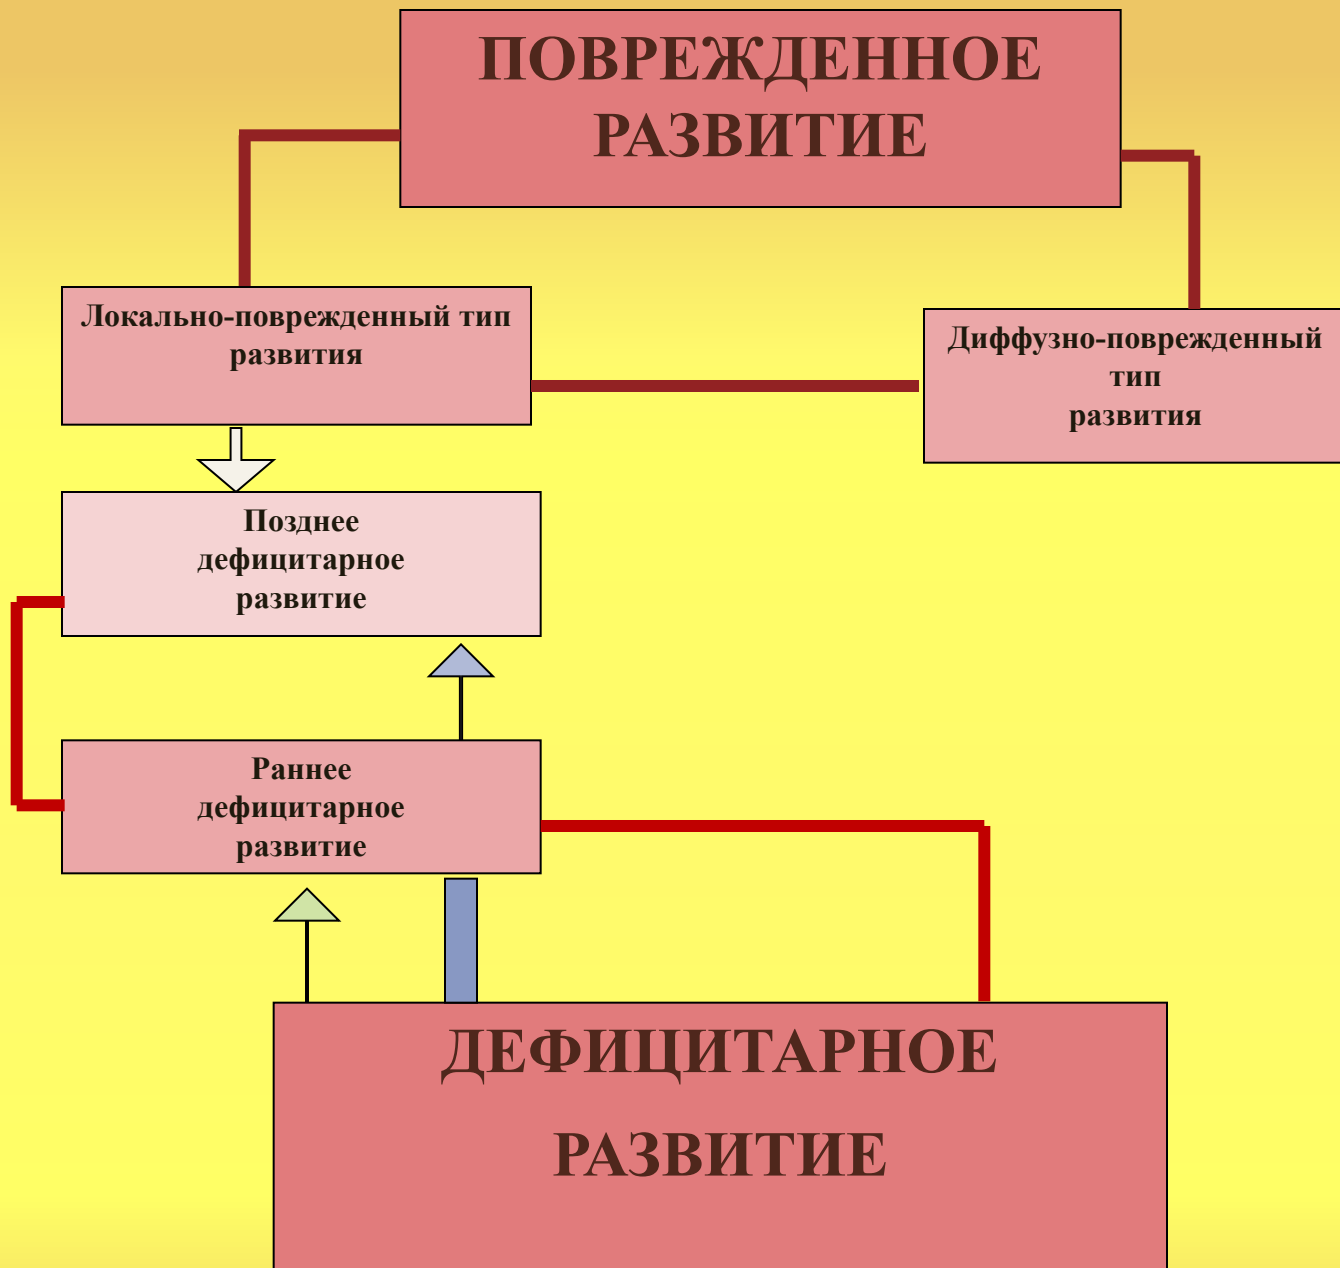 ПОВРЕЖДЕННОЕ
РАЗВИТИЕ
Локально-поврежденный тип
развития
Диффузно-поврежденный
тип
развития
Позднее
дефицитарное
развитие
Раннее
дефицитарное
развитие
ДЕФИЦИТАРНОЕ
РАЗВИТИЕ